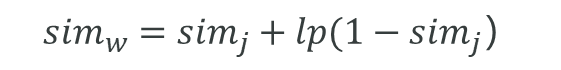 sim_w = sim_j + lp(1 − sim_j)